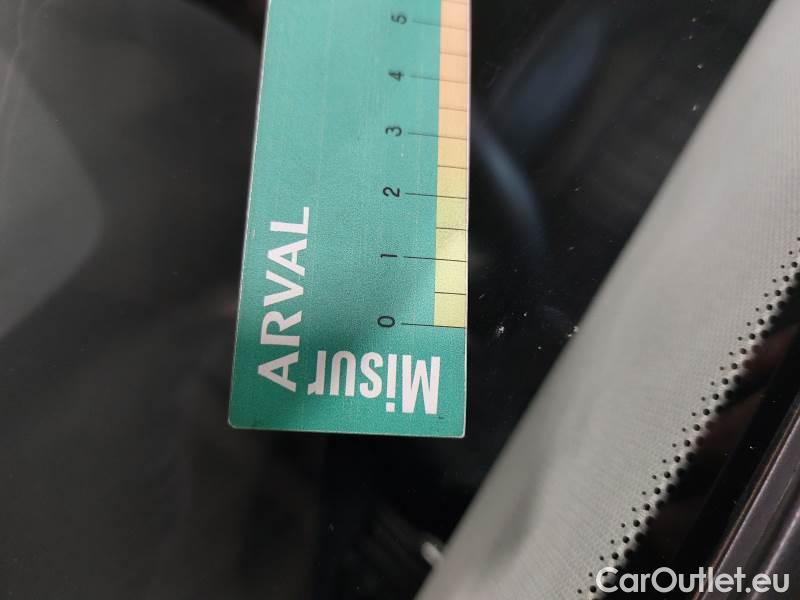 ARVAL
Misur
0 1 2 3 4 5
CarOutlet.eu